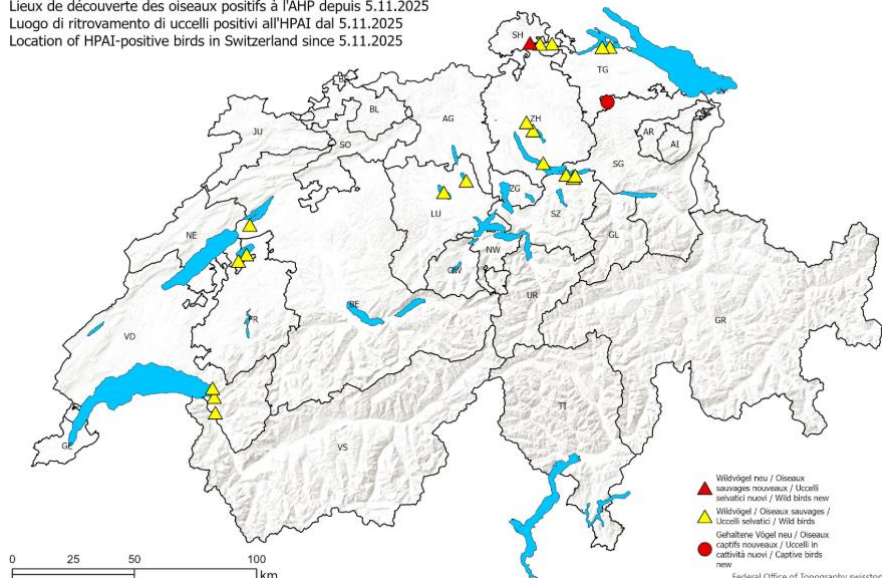 Lieux de découverte des oiseaux positifs à l'AHP depuis 5.11.2025
Luogo di ritrovamento di uccelli positivi all'HPAI dal 5.11.2025
Location of HPAI-positive birds in Switzerland since 5.11.2025
SH
TG
BL
JU
AG
ZH
SO
AR
AI
SG
ZG
LU
SZ
NE
GL
NW
OW
UR
BE
FR
GR
VD
TI
VS
GE
Wildvögel neu / Oiseaux
sauvages nouveaux / Uccelli
selvatici nuovi / Wild birds new
Wildvögel / Oiseaux sauvages /
Uccelli selvatici / Wild birds
Gehaltene Vögel neu / Oiseaux
captifs nouveaux / Uccelli in
cattività nuovi / Captive birds
new
0 25 50 100
km